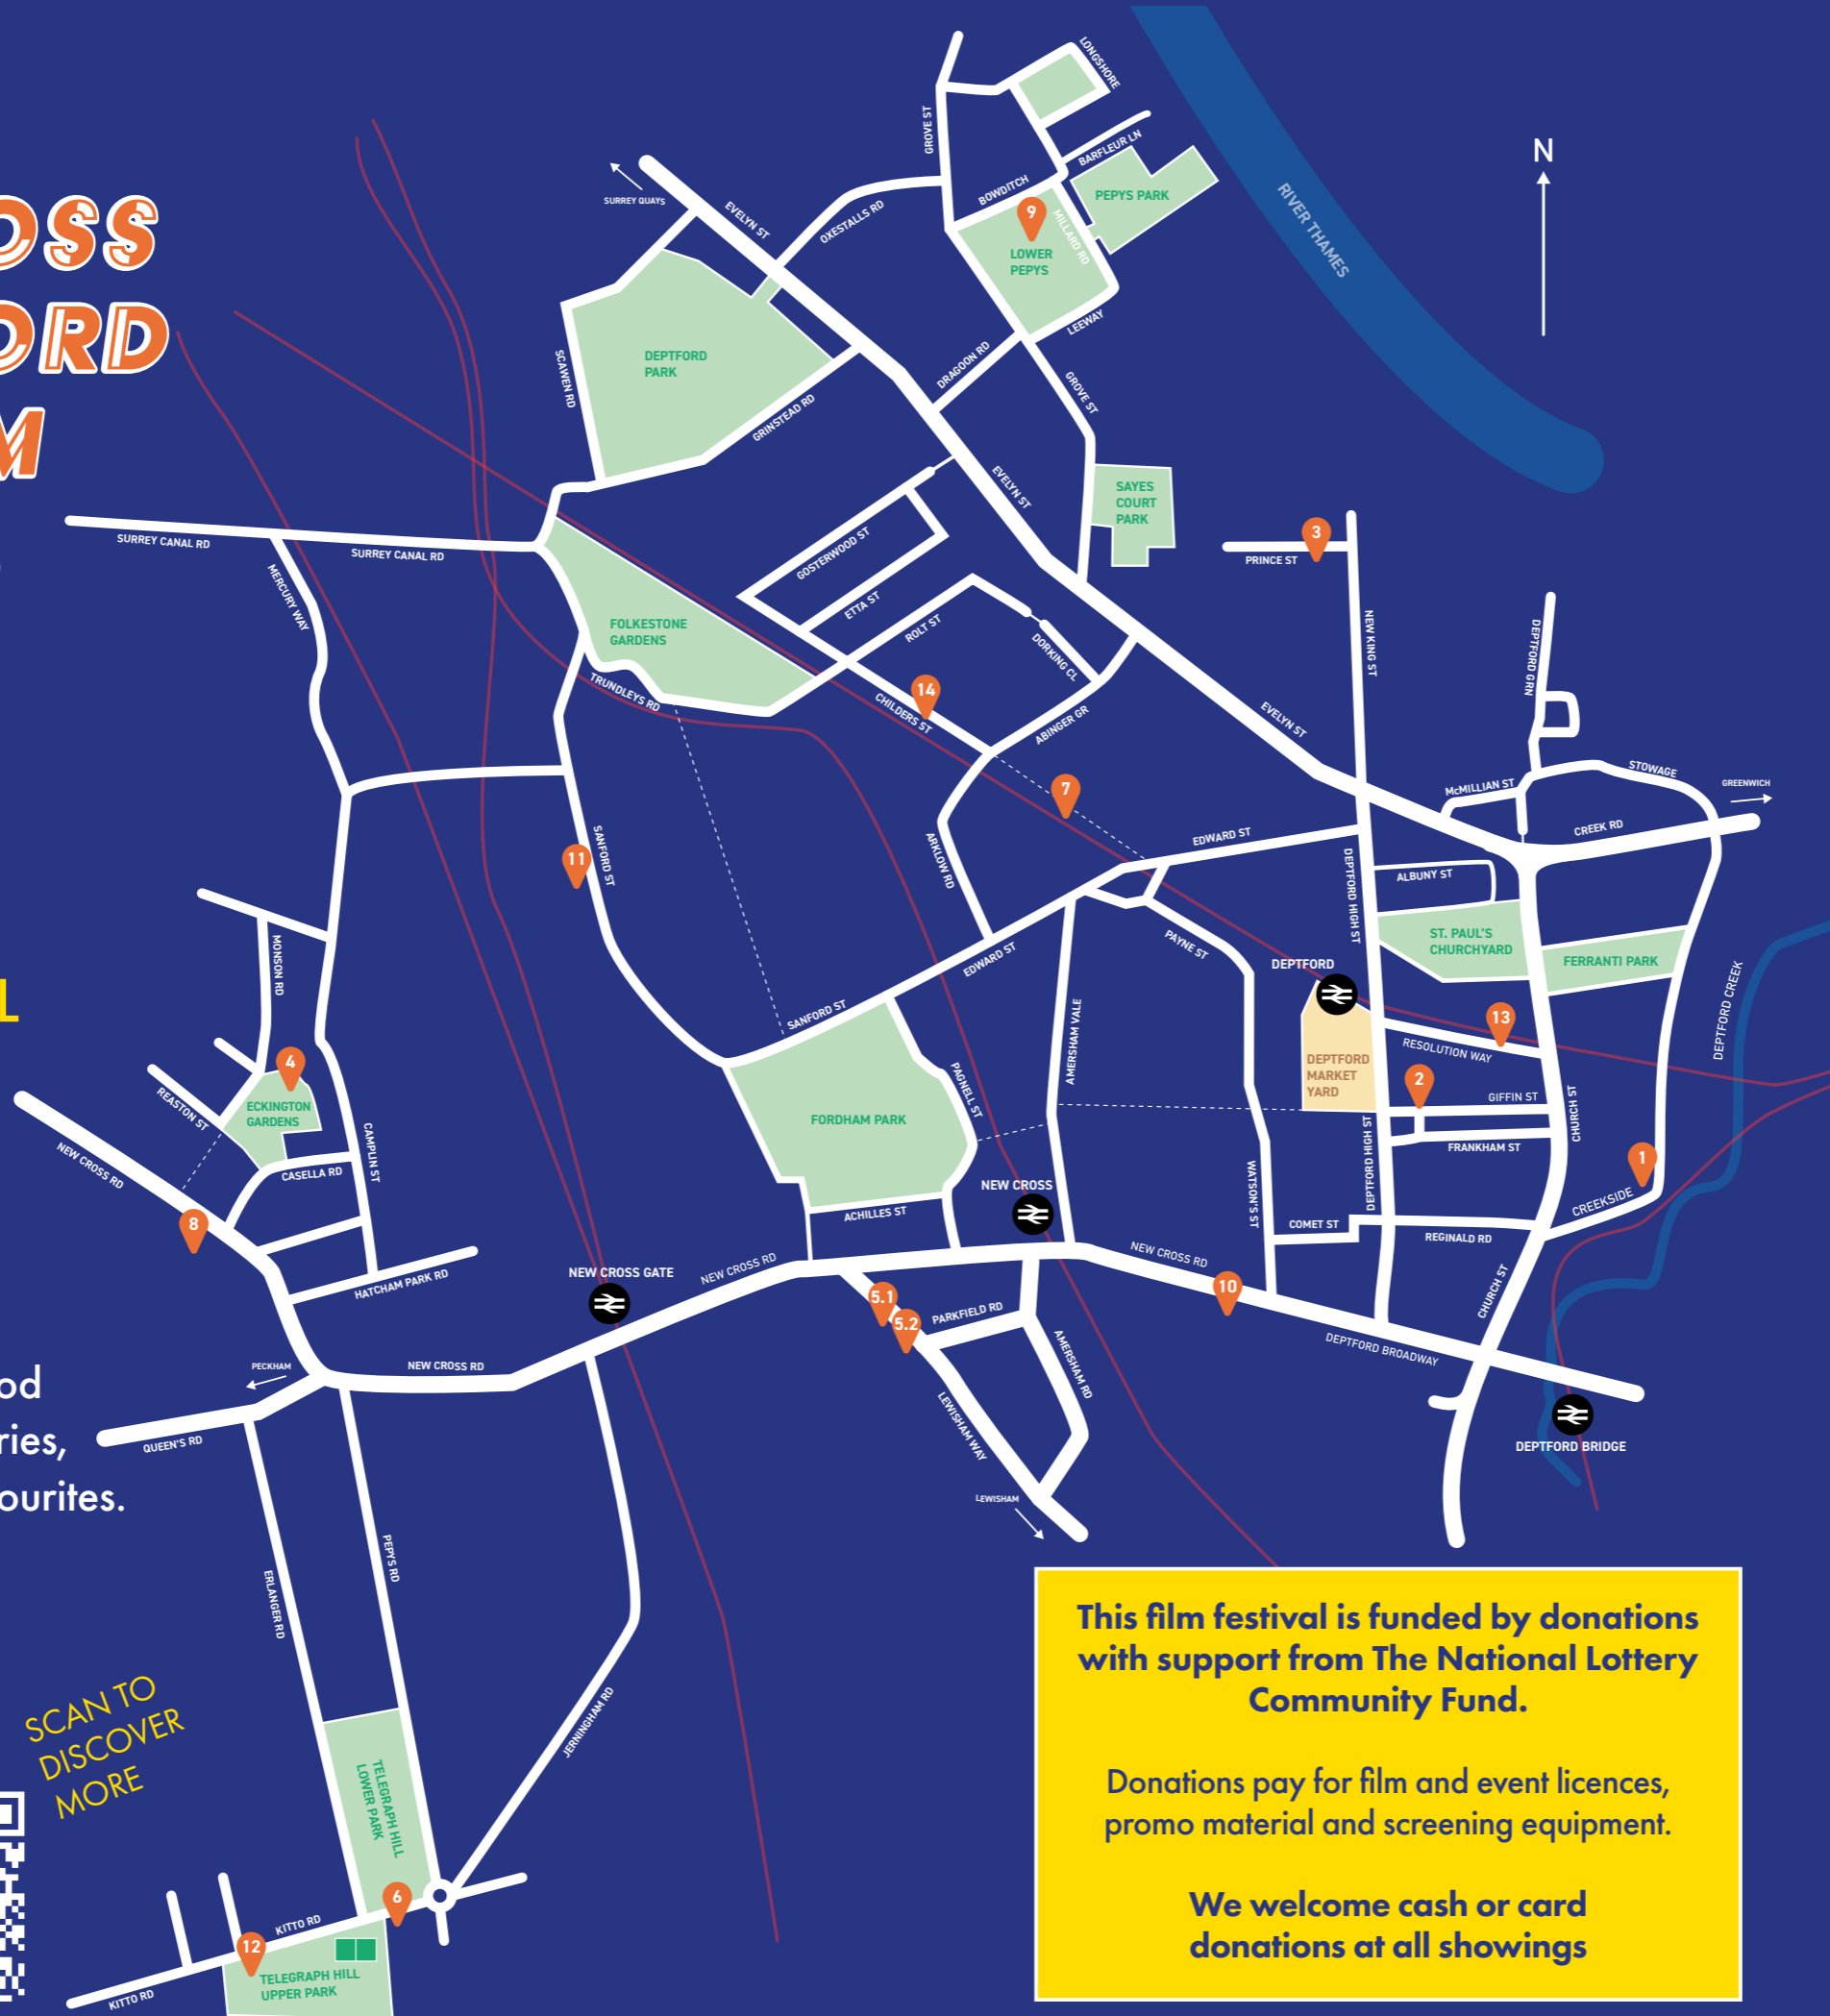 OSS
ORD
M
L
od
ries,
ourites.
SCAN TO
DISCOVER
MORE
N
RIVER THAMES
LONGSHORE
GROVE ST
BARFLEUR LN
PEPYS PARK
BOWDITCH
MILLARD RD
9
LOWER
PEPYS
LEEWAY
SURREY QUAYS
EVELYN ST
OXESTALLS RD
DEPTFORD
PARK
SCAWEN RD
GRINSTEAD RD
DRAGOON RD
GROVE ST
EVELYN ST
SAYES
COURT
PARK
3
PRINCE ST
SURREY CANAL RD
SURREY CANAL RD
MERCURY WAY
GOSTERWOOD ST
ETTA ST
ROLT ST
DORKING CL
FOLKESTONE
GARDENS
TRUNDLEYS RD
14
CHILDERS ST
ABINGER GR
NEW KING ST
DEPTFORD GRN
EVELYN ST
7
McMILLIAN ST
STOWAGE
GREENWICH
CREEK RD
11
SANFORD ST
ARKLOW RD
EDWARD ST
DEPTFORD HIGH ST
ALBUNY ST
ST. PAUL'S
CHURCHYARD
FERRANTI PARK
DEPTFORD CREEK
MONSON RD
EDWARD ST
PAYNE ST
DEPTFORD
13
RESOLUTION WAY
SANFORD ST
AMERSHAM VALE
DEPTFORD
MARKET
YARD
2
GIFFIN ST
FRANKHAM ST
CHURCH ST
4
ECKINGTON
GARDENS
REASTON ST
CAMPLIN ST
CASELLA RD
NEW CROSS RD
8
FORDHAM PARK
PAGNELL ST
ACHILLES ST
NEW CROSS
WATSON'S ST
DEPTFORD HIGH ST
COMET ST
REGINALD RD
CREEKSIDE
1
HATCHAM PARK RD
NEW CROSS GATE
NEW CROSS RD
NEW CROSS RD
10
5.1
5.2
PARKFIELD RD
AMERSHAM RD
LEWISHAM WAY
LEWISHAM
DEPTFORD BROADWAY
CHURCH ST
DEPTFORD BRIDGE
PECKHAM
NEW CROSS RD
QUEEN'S RD
PEPYS RD
ERLANGER RD
JERNINGHAM RD
TELEGRAPH HILL
LOWER PARK
6
KITTO RD
12
TELEGRAPH HILL
UPPER PARK
KITTO RD
This film festival is funded by donations
with support from The National Lottery
Community Fund.
Donations pay for film and event licences,
promo material and screening equipment.
We welcome cash or card
donations at all showings